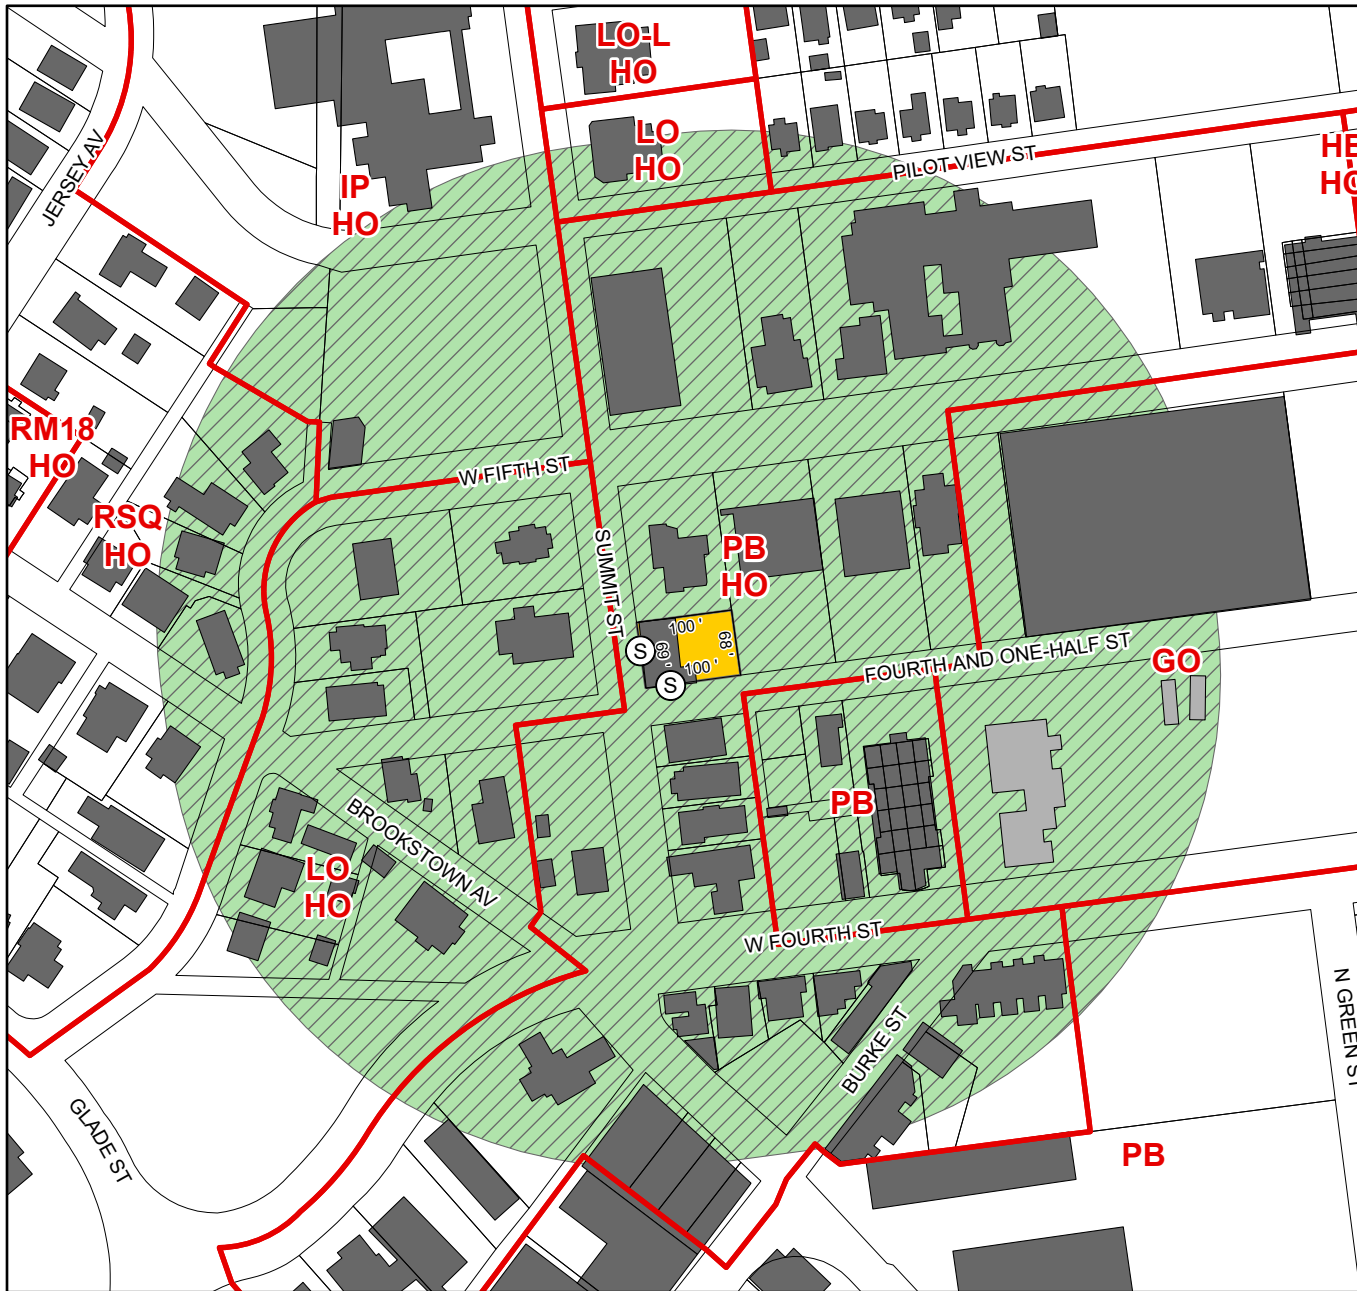 LO-L
HO
LO
HO
PILOT VIEW ST
HO
JERSEY AV
IP
HO
RM18
HO
W FIFTH ST
RSQ
HO
SUMMIT ST
PB
HO
100 '
68 '
69 '
100 '
S
S
FOURTH AND ONE-HALF ST
GO
BROOKSTOWN AV
PB
LO
HO
W FOURTH ST
BURKE ST
N GREEN ST
GLADE ST
PB